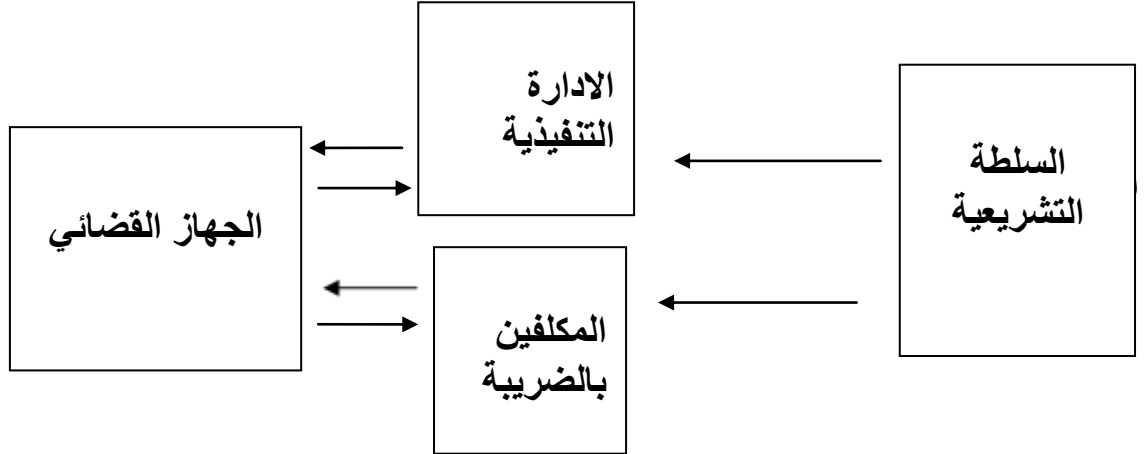 السلطة
التشريعية
الادارة
التنفيذية
المكلفين
بالضريبة
الجهاز القضائي